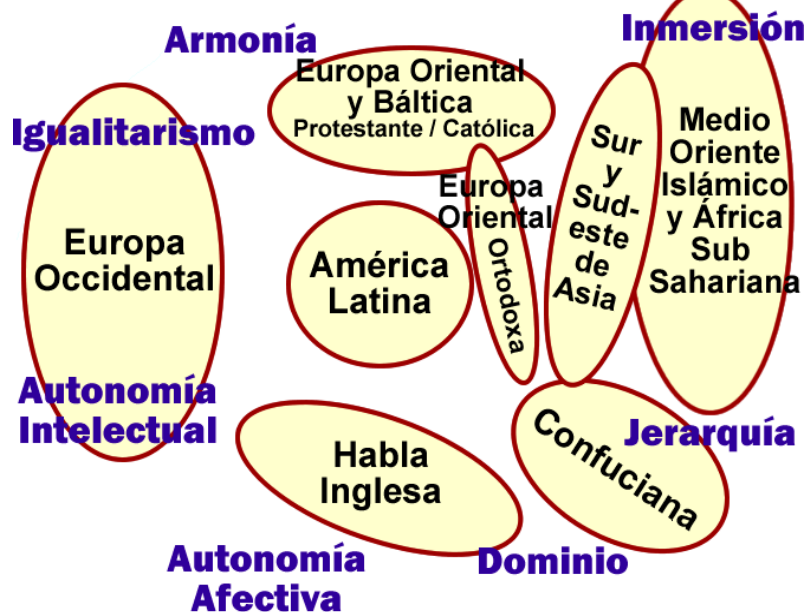 Armonía
Inmersión
Igualitarismo
Europa Oriental
y Báltica
Protestante / Católica
Europa
Occidental
América
Latina
Europa
Oriental
Ortodoxa
Sur
y
Sud-
este
de
Asia
Medio
Oriente
Islámico
y África
Sub
Sahariana
Autonomía
Intelectual
Habla
Inglesa
Confuciana
Jerarquía
Autonomía
Afectiva
Dominio